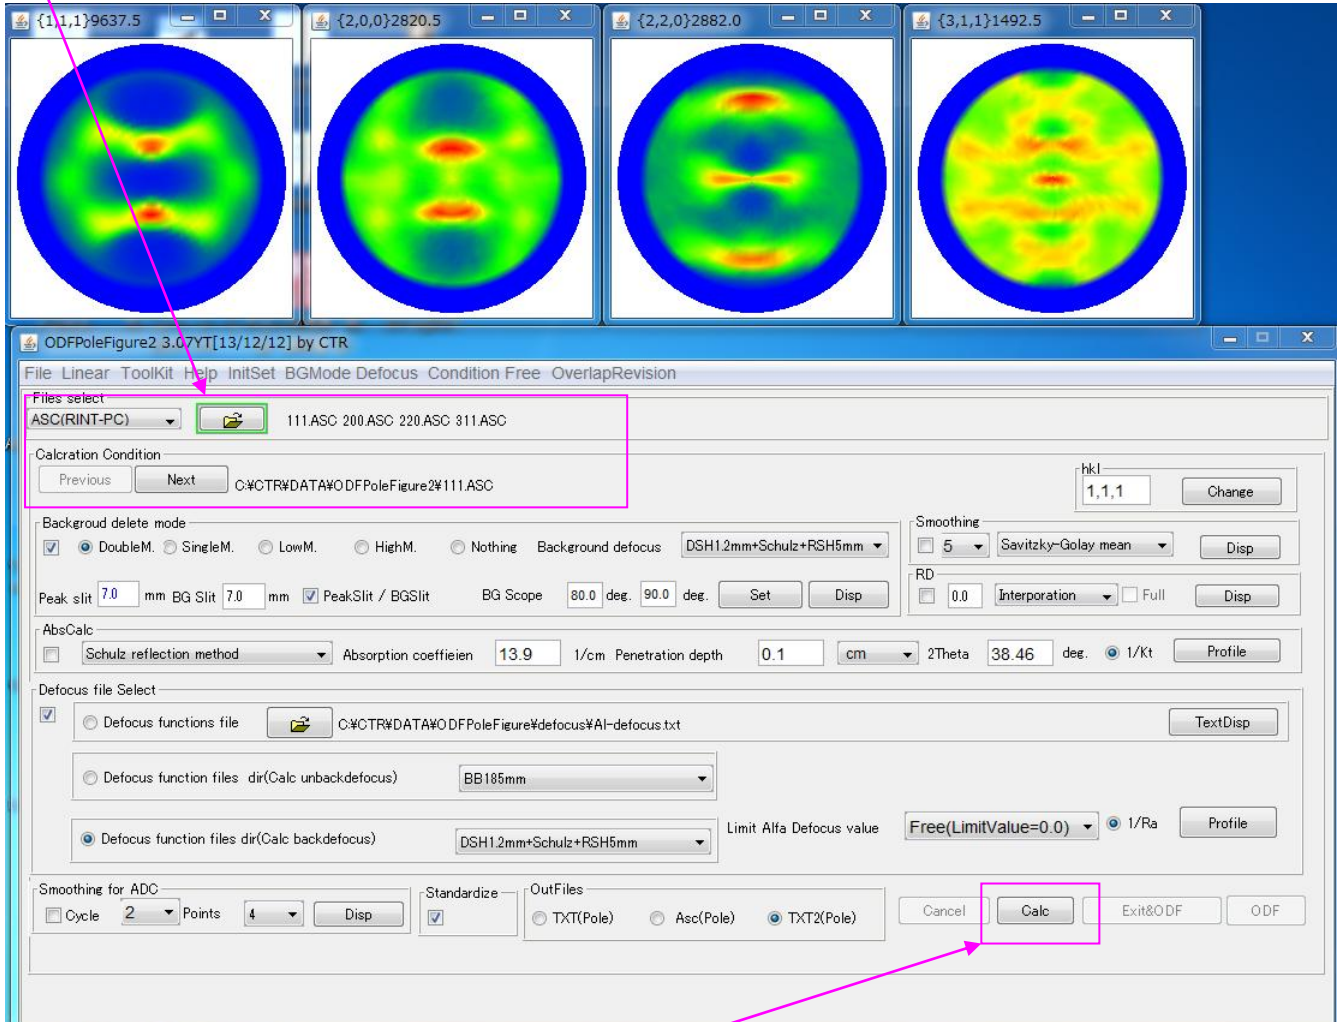 {1,1,1}9637.5
{2,0,0}2820.5
{2,2,0}2882.0
{3,1,1}1492.5
ODFPoleFigure2 3.07YT[13/12/12] by CTR
File Linear ToolKit Help InitSet BGMode Defocus Condition Free OverlapRevision
Files select
ASC(RINT-PC) 111.ASC 200.ASC 220.ASC 311.ASC
Calcration Condition
Previous Next C:¥CTR¥DATA¥ODFPoleFigure2¥111.ASC
hkl
1,1,1 Change
Backgroud delete mode
DoubleM. SingleM. LowM. HighM. Nothing Background defocus DSH1.2mm+Schulz+RSH5mm
Smoothing
5 Savitzky-Golay mean Disp
Peak slit 7.0 mm BG Slit 7.0 mm PeakSlit / BGSlit BG Scope 80.0 deg. 90.0 deg. Set Disp
RD
0.0 Interporation Full Disp
AbsCalc
Schulz reflection method Absorption coeffieien 13.9 1/cm Penetration depth 0.1 cm 2Theta 38.46 deg. 1/Kt Profile
Defocus file Select
Defocus functions file C:¥CTR¥DATA¥ODFPoleFigure¥defocus¥Al-defocus.txt TextDisp
Defocus function files dir(Calc unbackdefocus) BB185mm
Defocus function files dir(Calc backdefocus) DSH1.2mm+Schulz+RSH5mm Limit Alfa Defocus value Free(LimitValue=0.0) 1/Ra Profile
Smoothing for ADC
Cycle 2 Points 4 Disp
Standardize
OutFiles
TXT(Pole) Asc(Pole) TXT2(Pole)
Cancel Calc Exit&ODF ODF